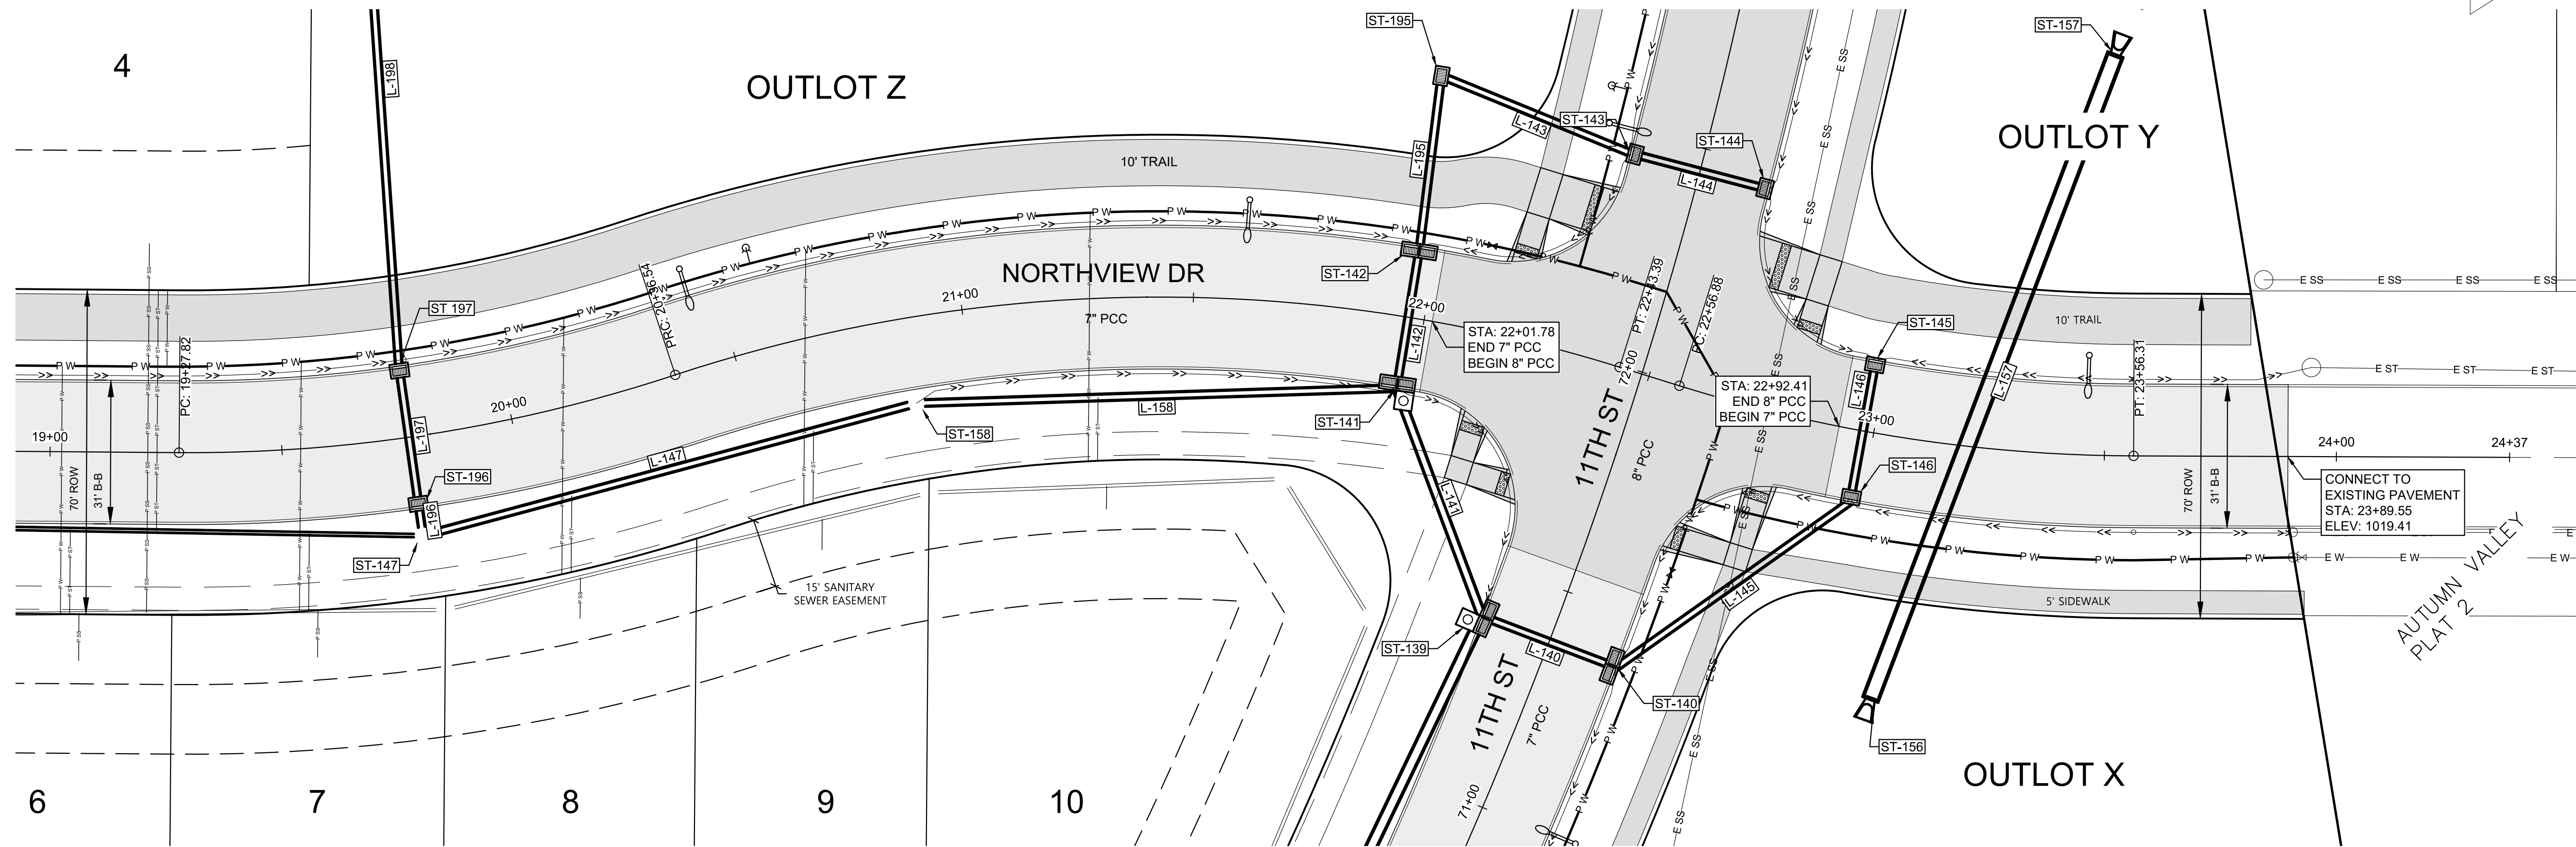 4
L-198
OUTLOT Z
ST-195
ST-157
10' TRAIL
L-195
L-143
ST-143
ST-144
L-144
OUTLOT Y
P W
E SS
ST-142
NORTHVIEW DR
7" PCC
ST 197
PC: 19+27.82
PRC: 20+36.54
19+00
20+00
21+00
22+00
L-142
STA: 22+01.78
END 7" PCC
BEGIN 8" PCC
PT: 22+43.39
PC: 22+56.88
72+00
11TH ST
8" PCC
STA: 22+92.41
END 8" PCC
BEGIN 7" PCC
ST-145
L-146
23+00
ST-146
L-157
10' TRAIL
PT: 23+56.31
E SS
E ST
24+00
24+37
CONNECT TO
EXISTING PAVEMENT
STA: 23+89.55
ELEV: 1019.41
70' ROW
31' B-B
L-197
ST-196
L-196
ST-147
L-147
ST-158
L-158
ST-141
L-141
70' ROW
31' B-B
P SS
P ST
P W
15' SANITARY
SEWER EASEMENT
ST-139
L-140
L-145
ST-140
11TH ST
7" PCC
71+00
5' SIDEWALK
E W
AUTUMN VALLEY
PLAT 2
ST-156
OUTLOT X
6
7
8
9
10